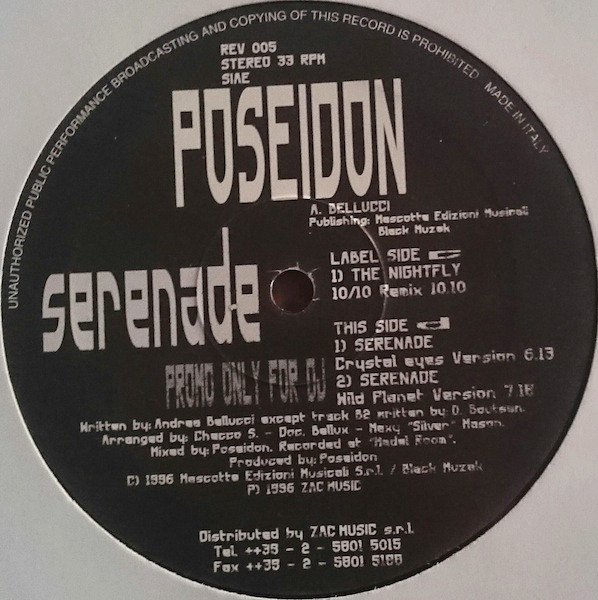 UNAUTHORIZED PUBLIC PERFORMANCE BROADCASTING AND COPYING OF THIS RECORD IS PROHIBITED MADE IN ITALY
REV 005
STEREO 33 RPM
SIAE
POSEIDON
A. BELLUCCI
Publishing: Mascotte Edizioni Musicali
Black Muzak
serenade
LABEL SIDE
1) THE NIGHTFLY
10/10 Remix 10.10
THIS SIDE
1) SERENADE
Crystal eyes Version 6.13
2) SERENADE
Wild Planet Version 7.18
PROMO ONLY FOR DJ
Written by: Andrea Bellucci except track B2 written by: D. Boutsen.
Arranged by: Checco S. - Doc. Bellux - Maxy "Silver" Mason.
Mixed by: Poseidon. Recorded at "Model Room".
Produced by: Poseidon
C) 1996 Mascotte Edizioni Musicali S.r.l. / Black Muzak
P) 1996 ZAC MUSIC
Distributed by ZAC MUSIC s.r.l.
Tel. ++39 - 2 - 5801 5015
Fax ++39 - 2 - 5801